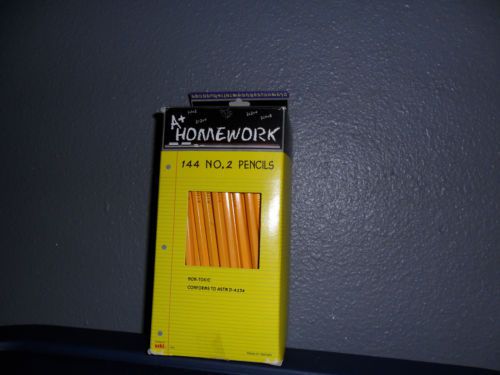 A+
HOMEWORK
144 NO.2 PENCILS
NON-TOXIC
CONFORMS TO ASTM D-4236